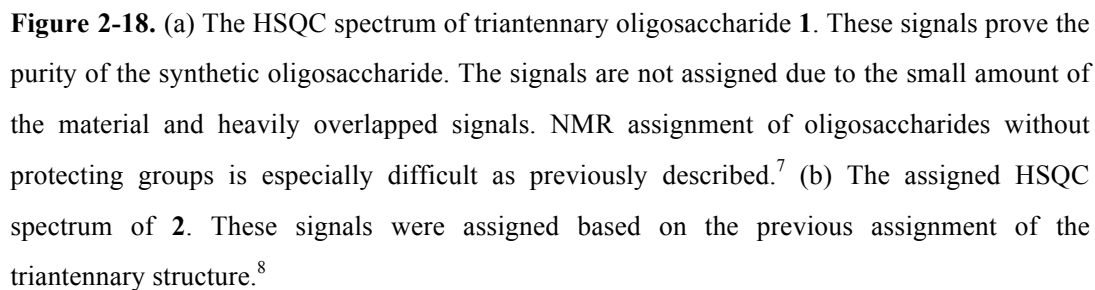 Figure 2-18. (a) The HSQC spectrum of triantennary oligosaccharide 1. These signals prove the
purity of the synthetic oligosaccharide. The signals are not assigned due to the small amount of
the material and heavily overlapped signals. NMR assignment of oligosaccharides without
protecting groups is especially difficult as previously described.7 (b) The assigned HSQC
spectrum of 2. These signals were assigned based on the previous assignment of the
triantennary structure.8